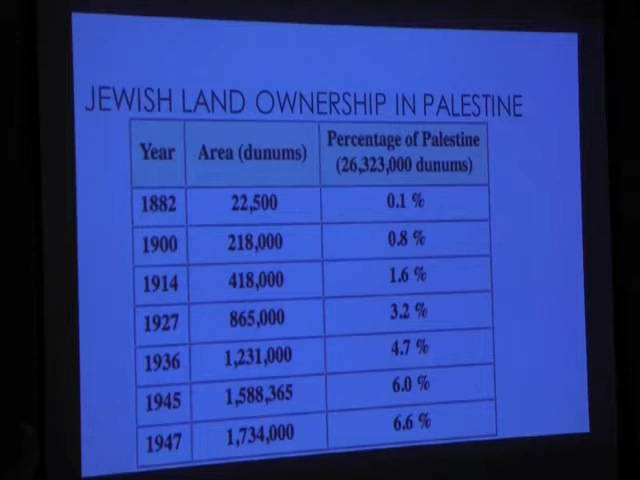 JEWISH LAND OWNERSHIP IN PALESTINE
Year Area (dunums) Percentage of Palestine
(26,323,000 dunums)
1882 22,500 0.1 %
1900 218,000 0.8 %
1914 418,000 1.6 %
1927 865,000 3.2 %
1936 1,231,000 4.7 %
1945 1,588,365 6.0 %
1947 1,734,000 6.6 %